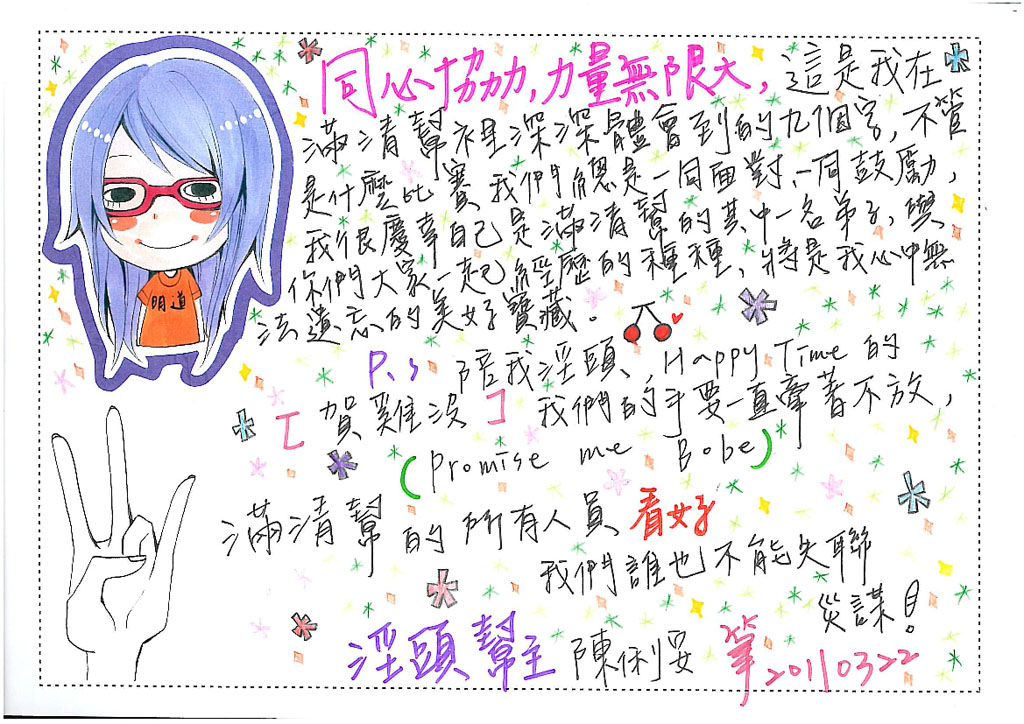 同心協力,力量無限大,這是我在
滿清幫裡深深體會到的九個字,不管
是什麼比賽我們總是一同面對、一同鼓勵,
我很慶幸自己是滿清幫的其中一名弟子,與
你們大家一起經歷的種種,將是我心中無
法遺忘的美好寶藏。
明道
P.s 陪我淫頭,Happy Time 的
[賀雞沒] 我們的手要一直牽著不放,
(Promise me Bobe)
滿清幫的所有人員看好
我們誰也不能失聯
災謀!
淫頭幫主 陳俐妏 筆 20110322